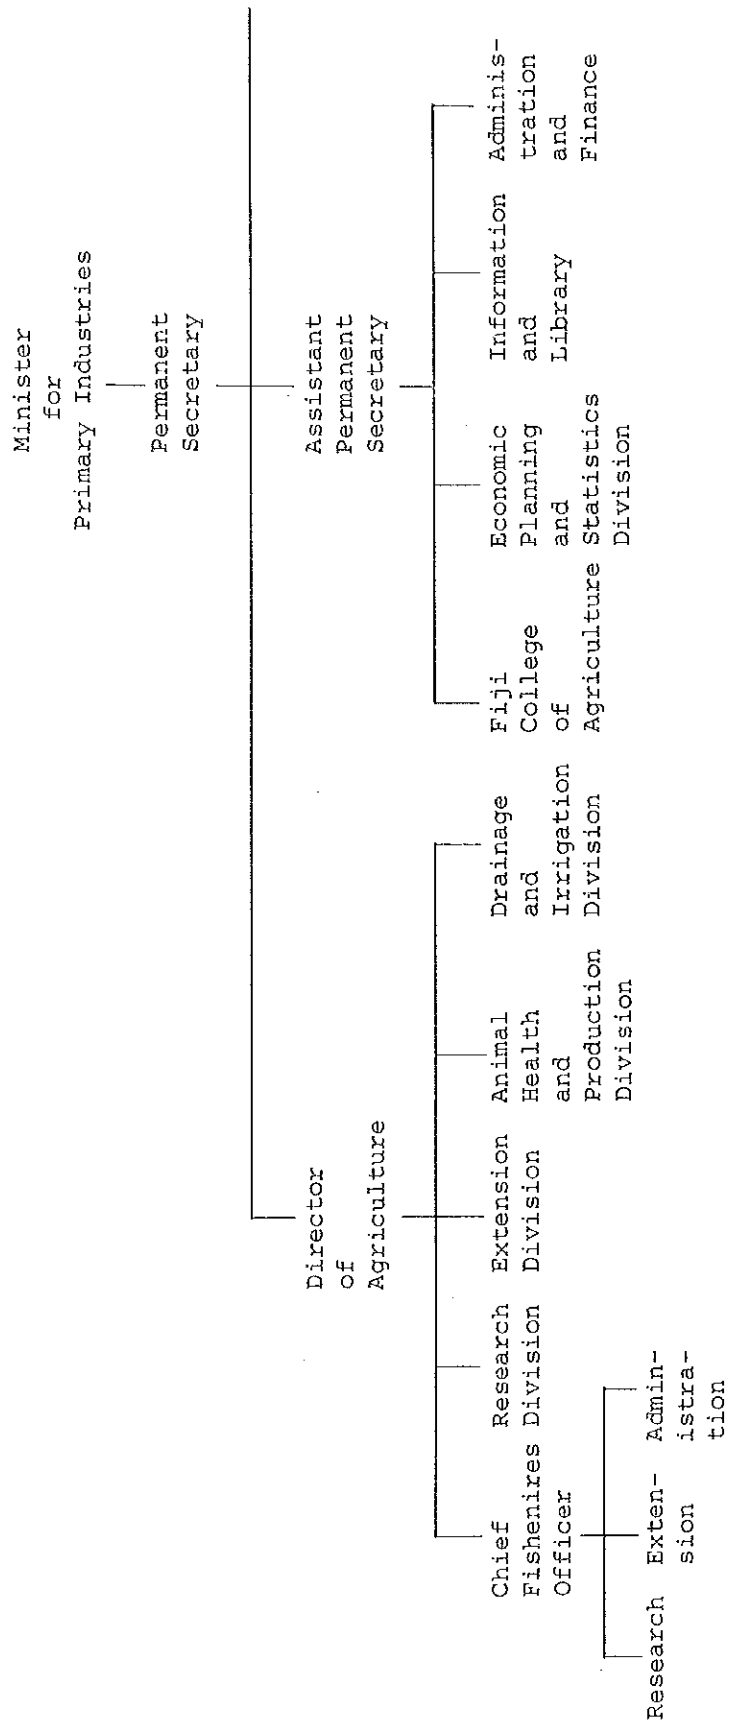 Minister
for
Primary Industries
Permanent
Secretary
Director
of
Agriculture
Assistant
Permanent
Secretary
Chief
Fishenires
Officer
Research
Division
Extension
Division
Animal
Health
and
Production
Division
Drainage
and
Irrigation
Division
Fiji
College
of
Agriculture
Economic
Planning
and
Statistics
Division
Information
and
Library
Adminis-
tration
and
Finance
Research
Exten-
sion
Admin-
istra-
tion